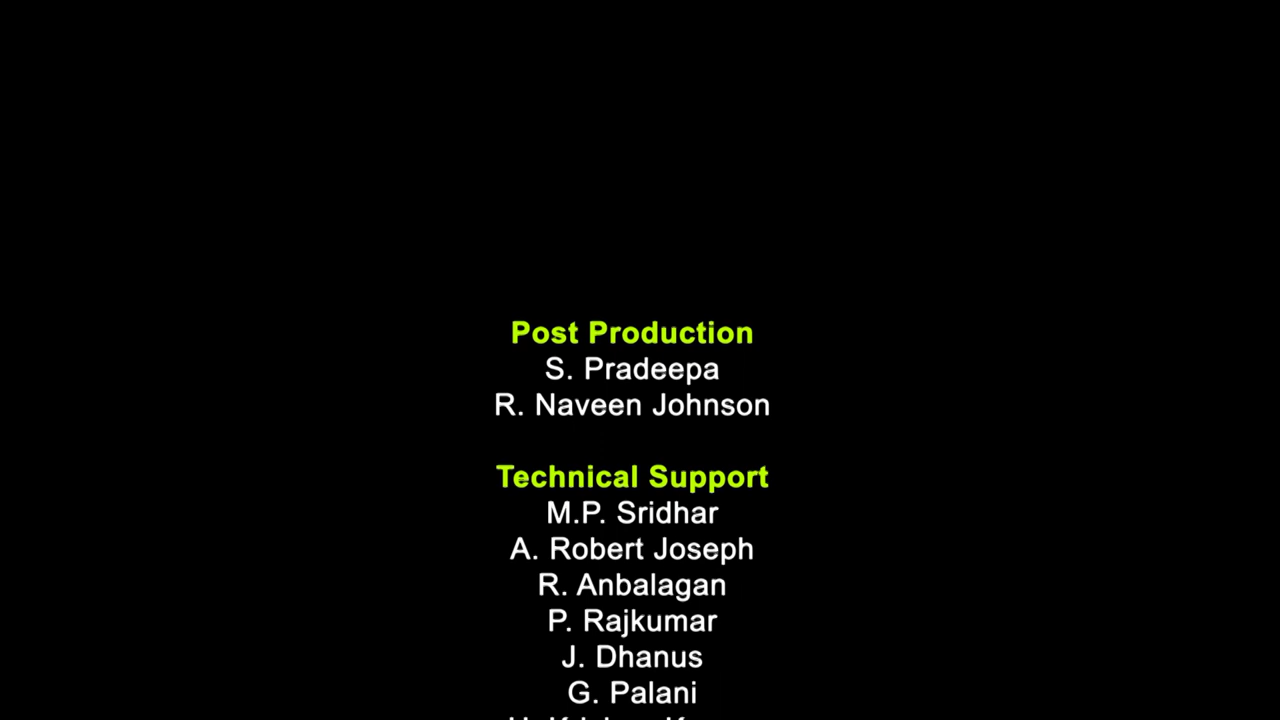 Post Production
S. Pradeepa
R. Naveen Johnson
Technical Support
M.P. Sridhar
A. Robert Joseph
R. Anbalagan
P. Rajkumar
J. Dhanus
G. Palani